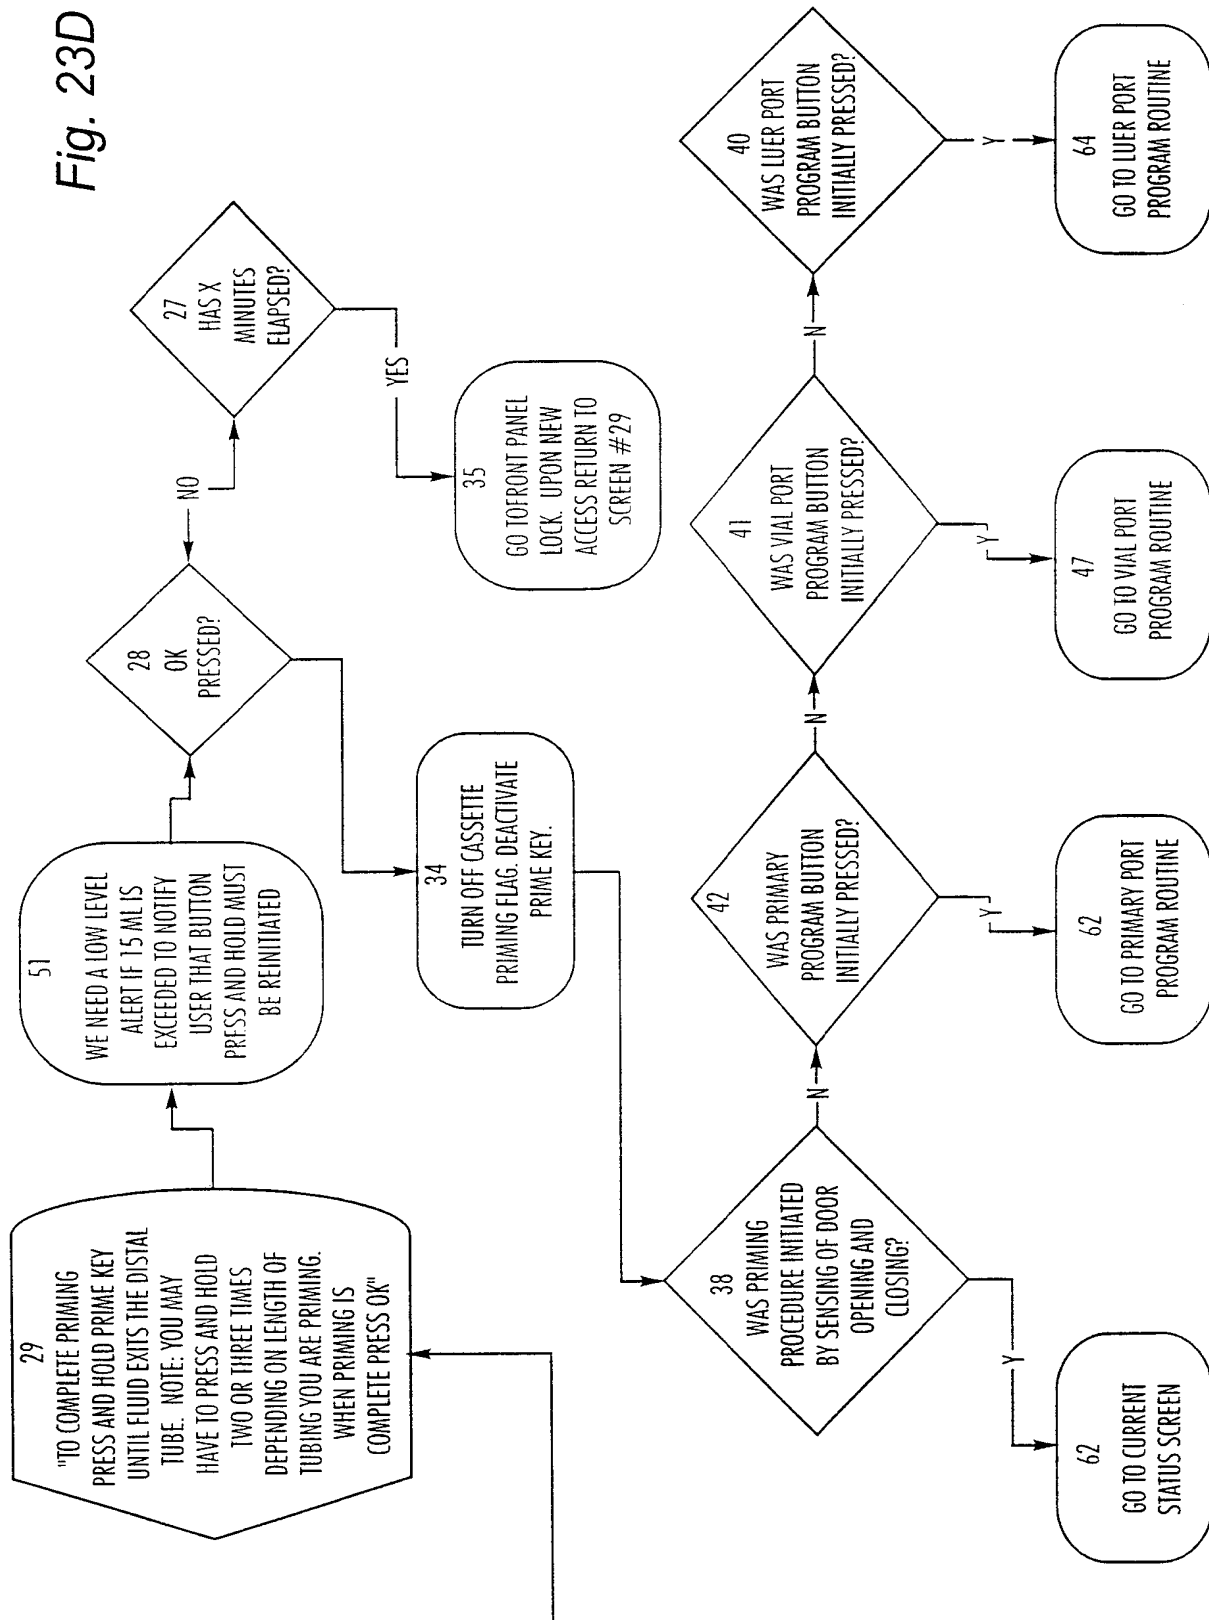 Fig. 23D
29
"TO COMPLETE PRIMING
PRESS AND HOLD PRIME KEY
UNTIL FLUID EXITS THE DISTAL
TUBE. NOTE: YOU MAY
HAVE TO PRESS AND HOLD
TWO OR THREE TIMES
DEPENDING ON LENGTH OF
TUBING YOU ARE PRIMING.
WHEN PRIMING IS
COMPLETE PRESS OK"
51
WE NEED A LOW LEVEL
ALERT IF 15 ML IS
EXCEEDED TO NOTIFY
USER THAT BUTTON
PRESS AND HOLD MUST
BE REINITIATED
28
OK
PRESSED?
NO
27
HAS X
MINUTES
ELAPSED?
YES
35
GO TOFRONT PANEL
LOCK. UPON NEW
ACCESS RETURN TO
SCREEN #29
34
TURN OFF CASSETTE
PRIMING FLAG. DEACTIVATE
PRIME KEY.
38
WAS PRIMING
PROCEDURE INITIATED
BY SENSING OF DOOR
OPENING AND
CLOSING?
N
42
WAS PRIMARY
PROGRAM BUTTON
INITIALLY PRESSED?
N
41
WAS VIAL PORT
PROGRAM BUTTON
INITIALLY PRESSED?
N
40
WAS LUER PORT
PROGRAM BUTTON
INITIALLY PRESSED?
Y
62
GO TO CURRENT
STATUS SCREEN
Y
62
GO TO PRIMARY PORT
PROGRAM ROUTINE
Y
47
GO TO VIAL PORT
PROGRAM ROUTINE
Y
64
GO TO LUER PORT
PROGRAM ROUTINE